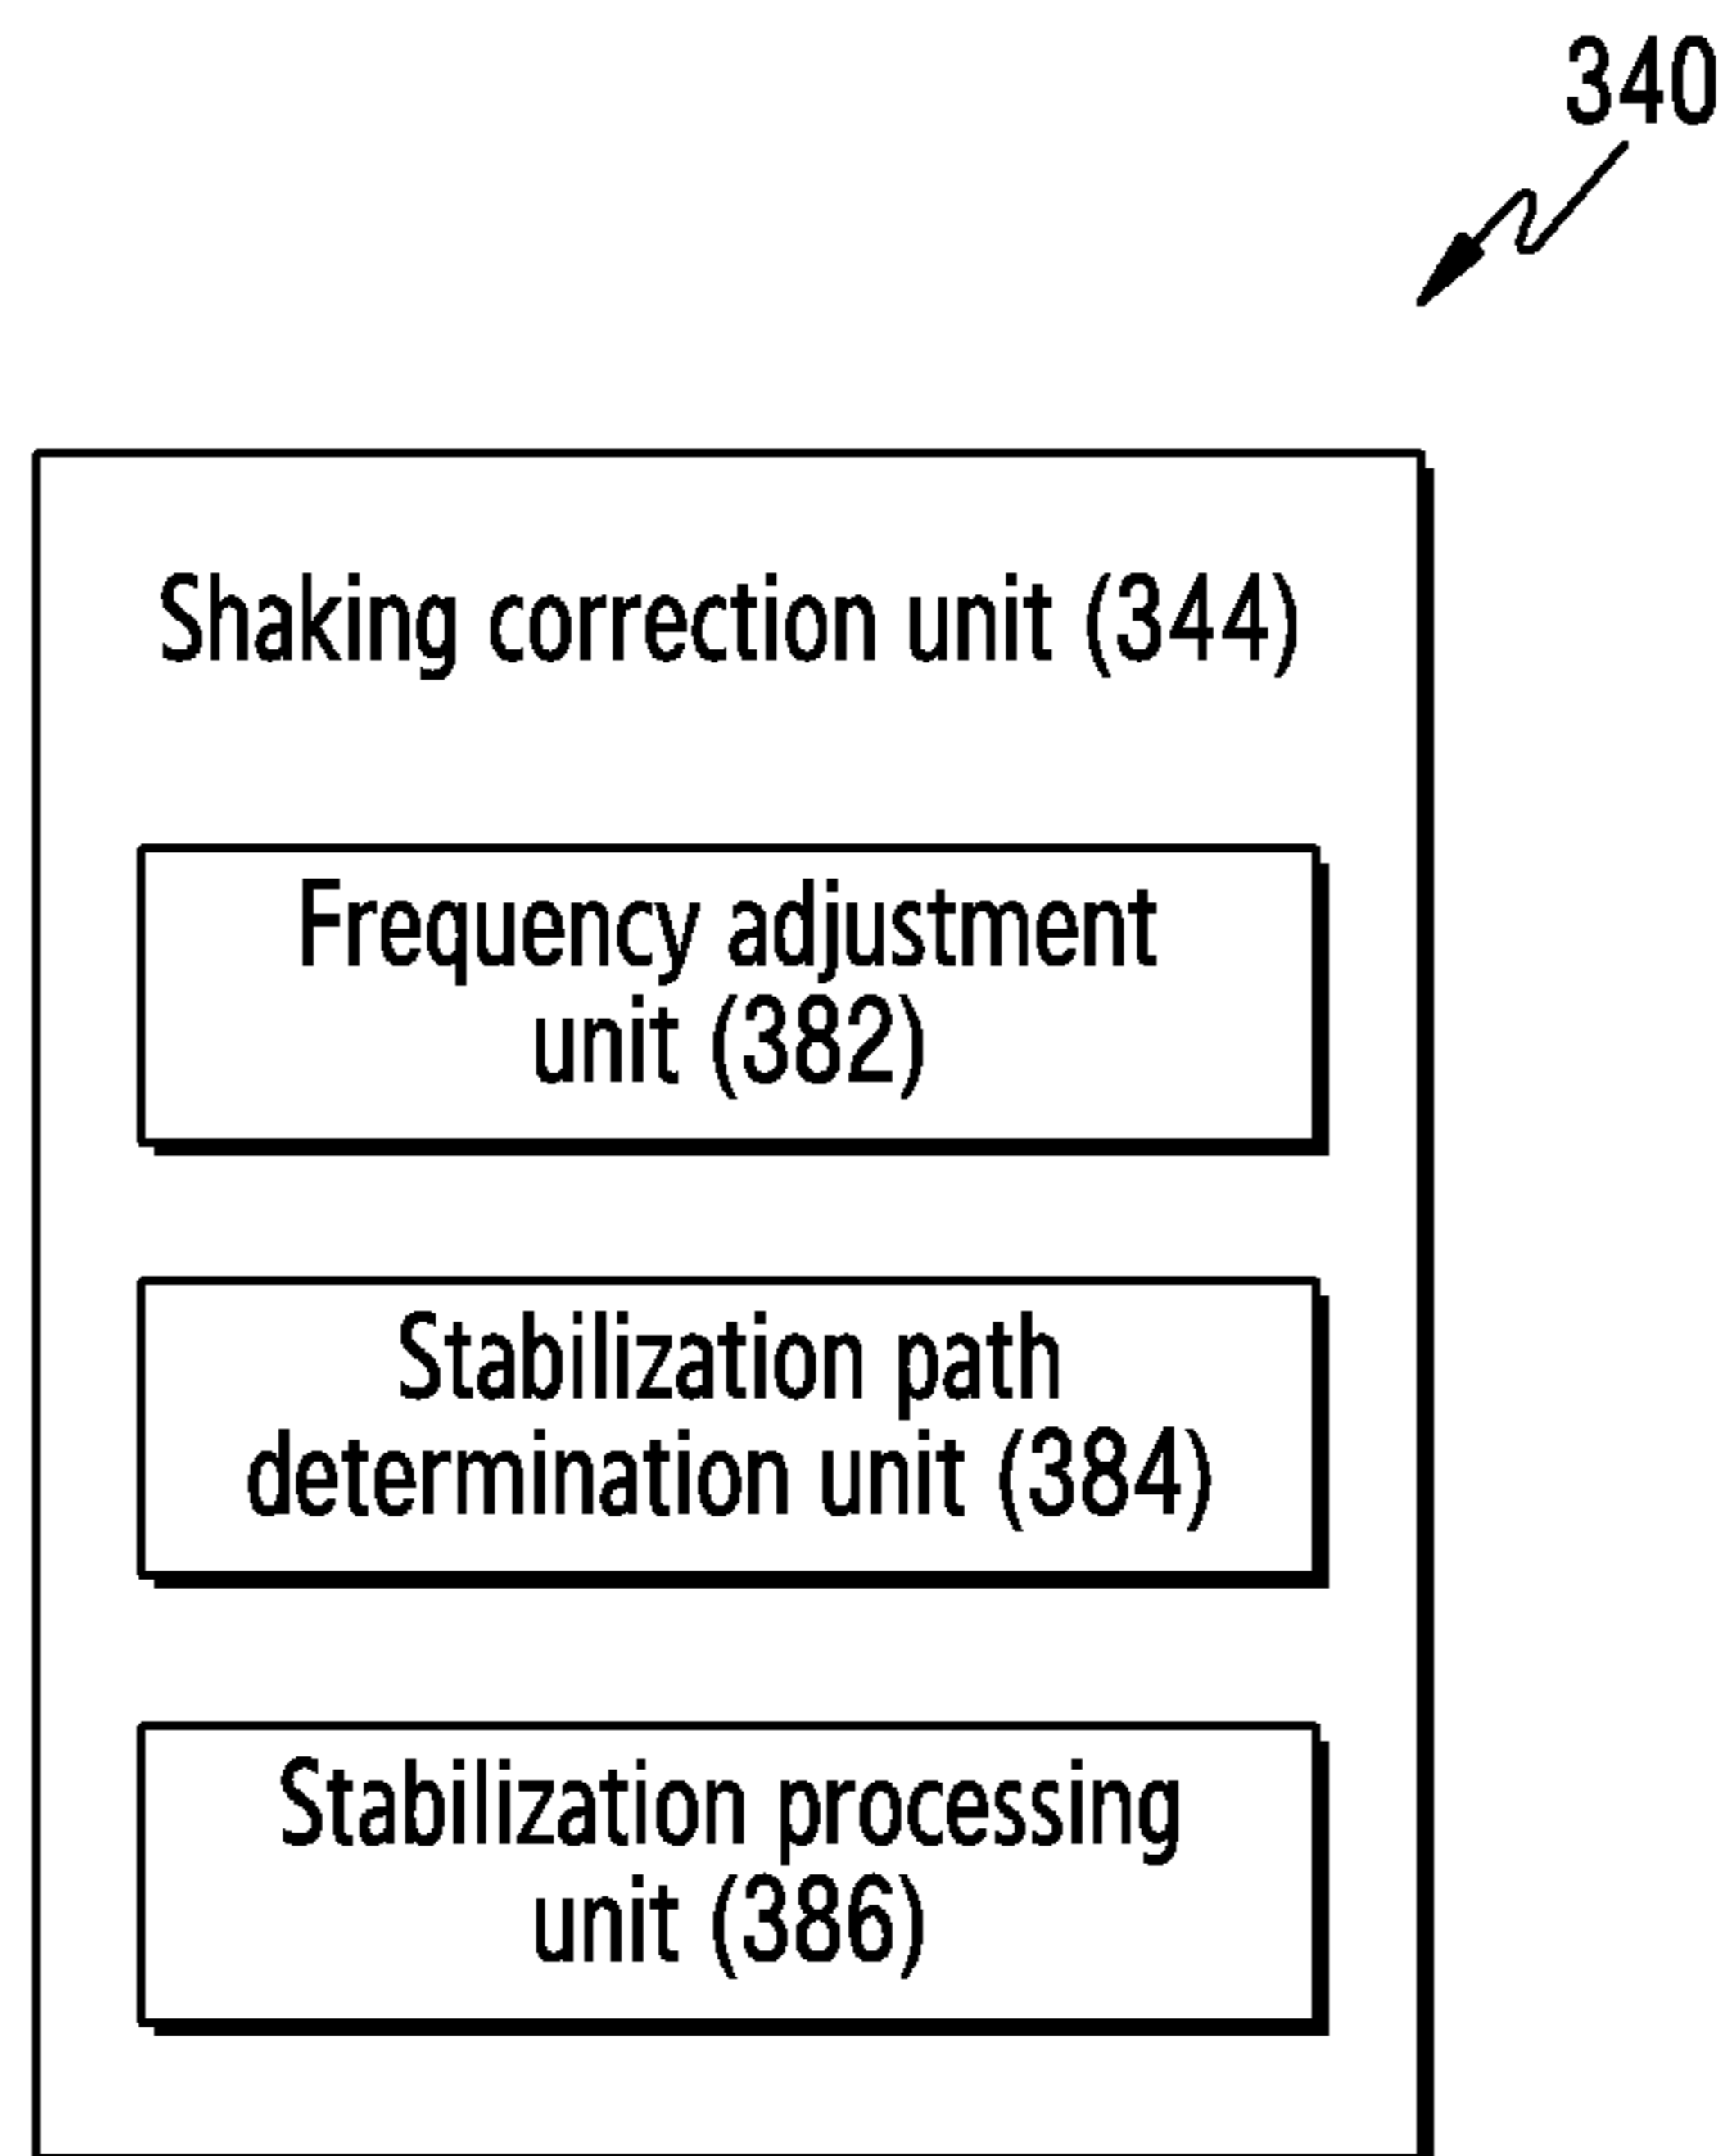 340
Shaking correction unit (344)
Frequency adjustment
unit (382)
Stabilization path
determination unit (384)
Stabilization processing
unit (386)